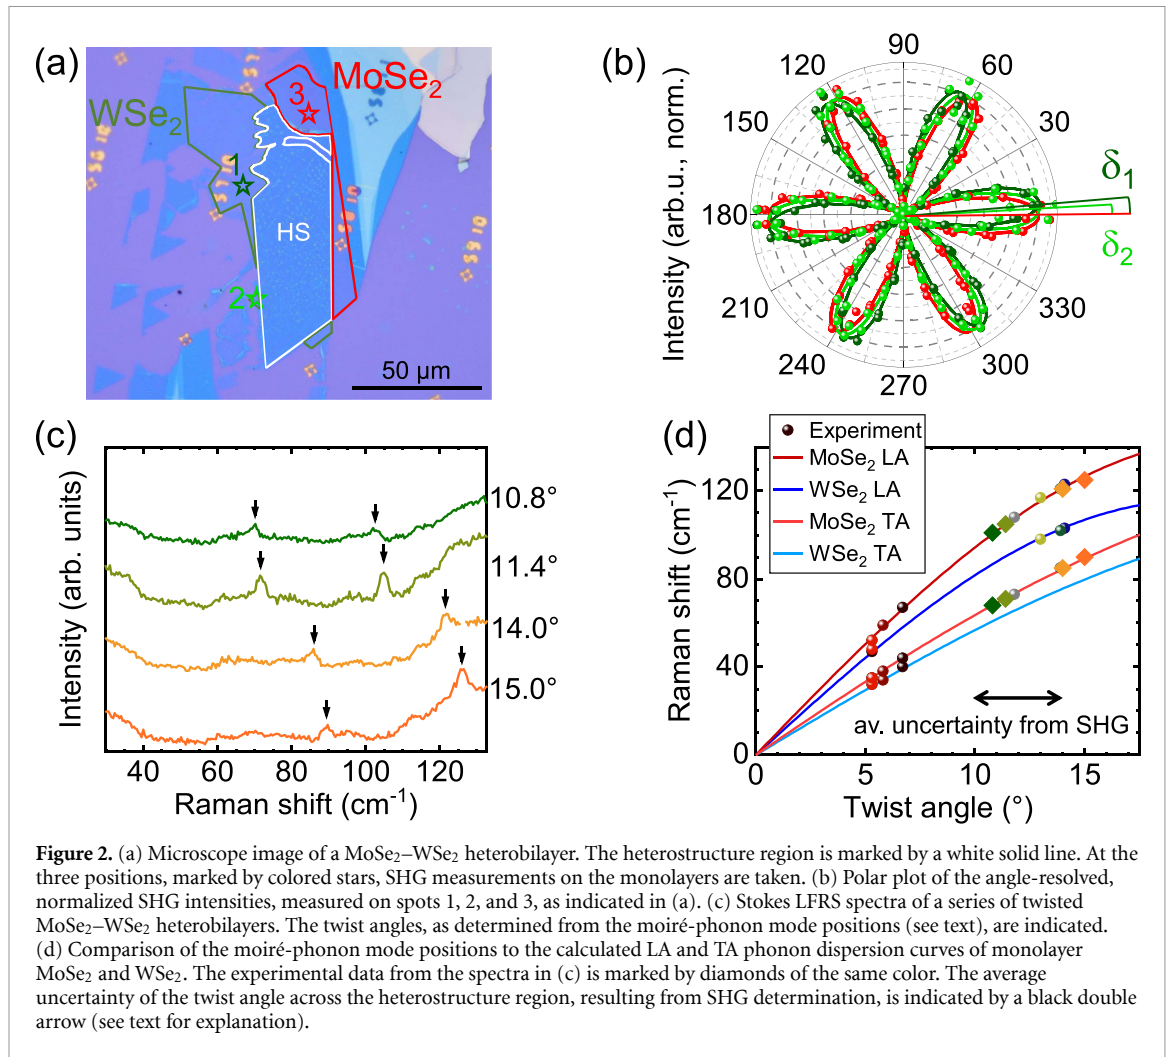 (a)
MoSe2
WSe2
3
1
2
HS
50 µm
(b)
Intensity (arb.u., norm.)
90
60
30
330
300
270
240
210
180
150
120
δ1
δ2
(c)
Intensity (arb. units)
10.8°
11.4°
14.0°
15.0°
40
60
80
100
120
Raman shift (cm-1)
(d)
Experiment
MoSe2 LA
WSe2 LA
MoSe2 TA
WSe2 TA
Raman shift (cm-1)
120
80
40
0
av. uncertainty from SHG
0
5
10
15
Twist angle (°)
Figure 2. (a) Microscope image of a MoSe2–WSe2 heterobilayer. The heterostructure region is marked by a white solid line. At the
three positions, marked by colored stars, SHG measurements on the monolayers are taken. (b) Polar plot of the angle-resolved,
normalized SHG intensities, measured on spots 1, 2, and 3, as indicated in (a). (c) Stokes LFRS spectra of a series of twisted
MoSe2–WSe2 heterobilayers. The twist angles, as determined from the moiré-phonon mode positions (see text), are indicated.
(d) Comparison of the moiré-phonon mode positions to the calculated LA and TA phonon dispersion curves of monolayer
MoSe2 and WSe2. The experimental data from the spectra in (c) is marked by diamonds of the same color. The average
uncertainty of the twist angle across the heterostructure region, resulting from SHG determination, is indicated by a black double
arrow (see text for explanation).